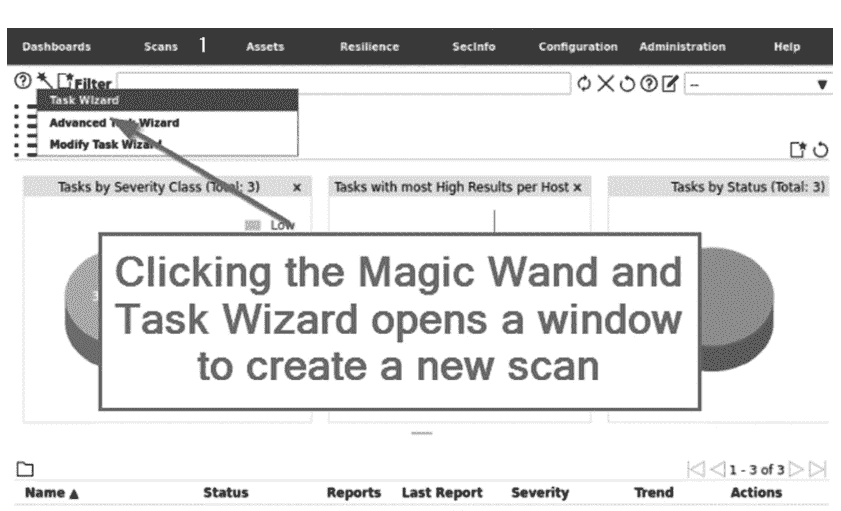 Dashboards Scans 1 Assets Resilience SecInfo Configuration Administration Help
Filter --
Task Wizard
Advanced Task Wizard
Modify Task Wizard
Tasks by Severity Class (Total: 3) × Tasks with most High Results per Host × Tasks by Status (Total: 3)
Low
Clicking the Magic Wand and
Task Wizard opens a window
to create a new scan
1 - 3 of 3
Name ▲ Status Reports Last Report Severity Trend Actions